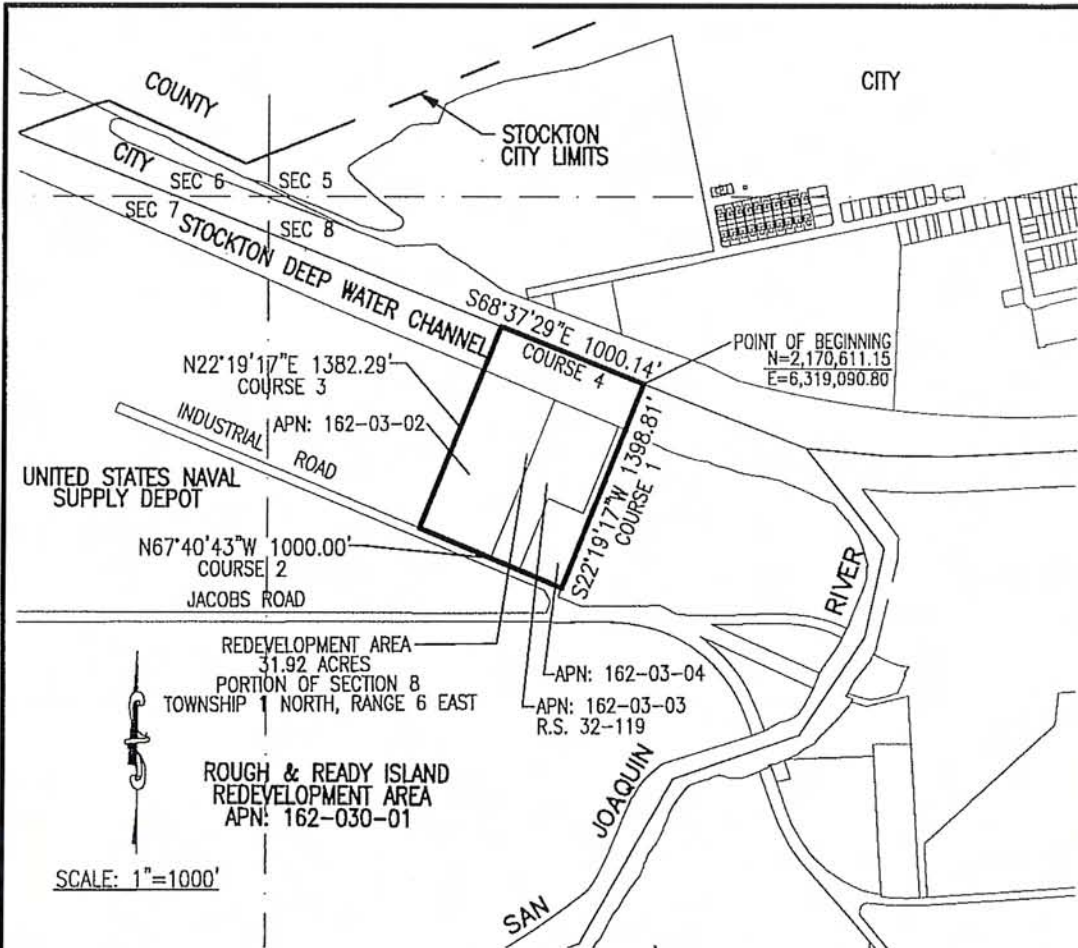 COUNTY
CITY
STOCKTON
CITY LIMITS
CITY
SEC 6
SEC 5
SEC 7
SEC 8
STOCKTON DEEP WATER CHANNEL
S68°37'29"E 1000.14'
COURSE 4
POINT OF BEGINNING
N=2,170,611.15
E=6,319,090.80
N22°19'17"E 1382.29'
COURSE 3
APN: 162-03-02
INDUSTRIAL ROAD
S22°19'17"W 1398.81'
COURSE 1
UNITED STATES NAVAL
SUPPLY DEPOT
N67°40'43"W 1000.00'
COURSE 2
JACOBS ROAD
REDEVELOPMENT AREA
31.92 ACRES
PORTION OF SECTION 8
TOWNSHIP 1 NORTH, RANGE 6 EAST
APN: 162-03-04
APN: 162-03-03
R.S. 32-119
ROUGH & READY ISLAND
REDEVELOPMENT AREA
APN: 162-030-01
SCALE: 1"=1000'
SAN JOAQUIN RIVER